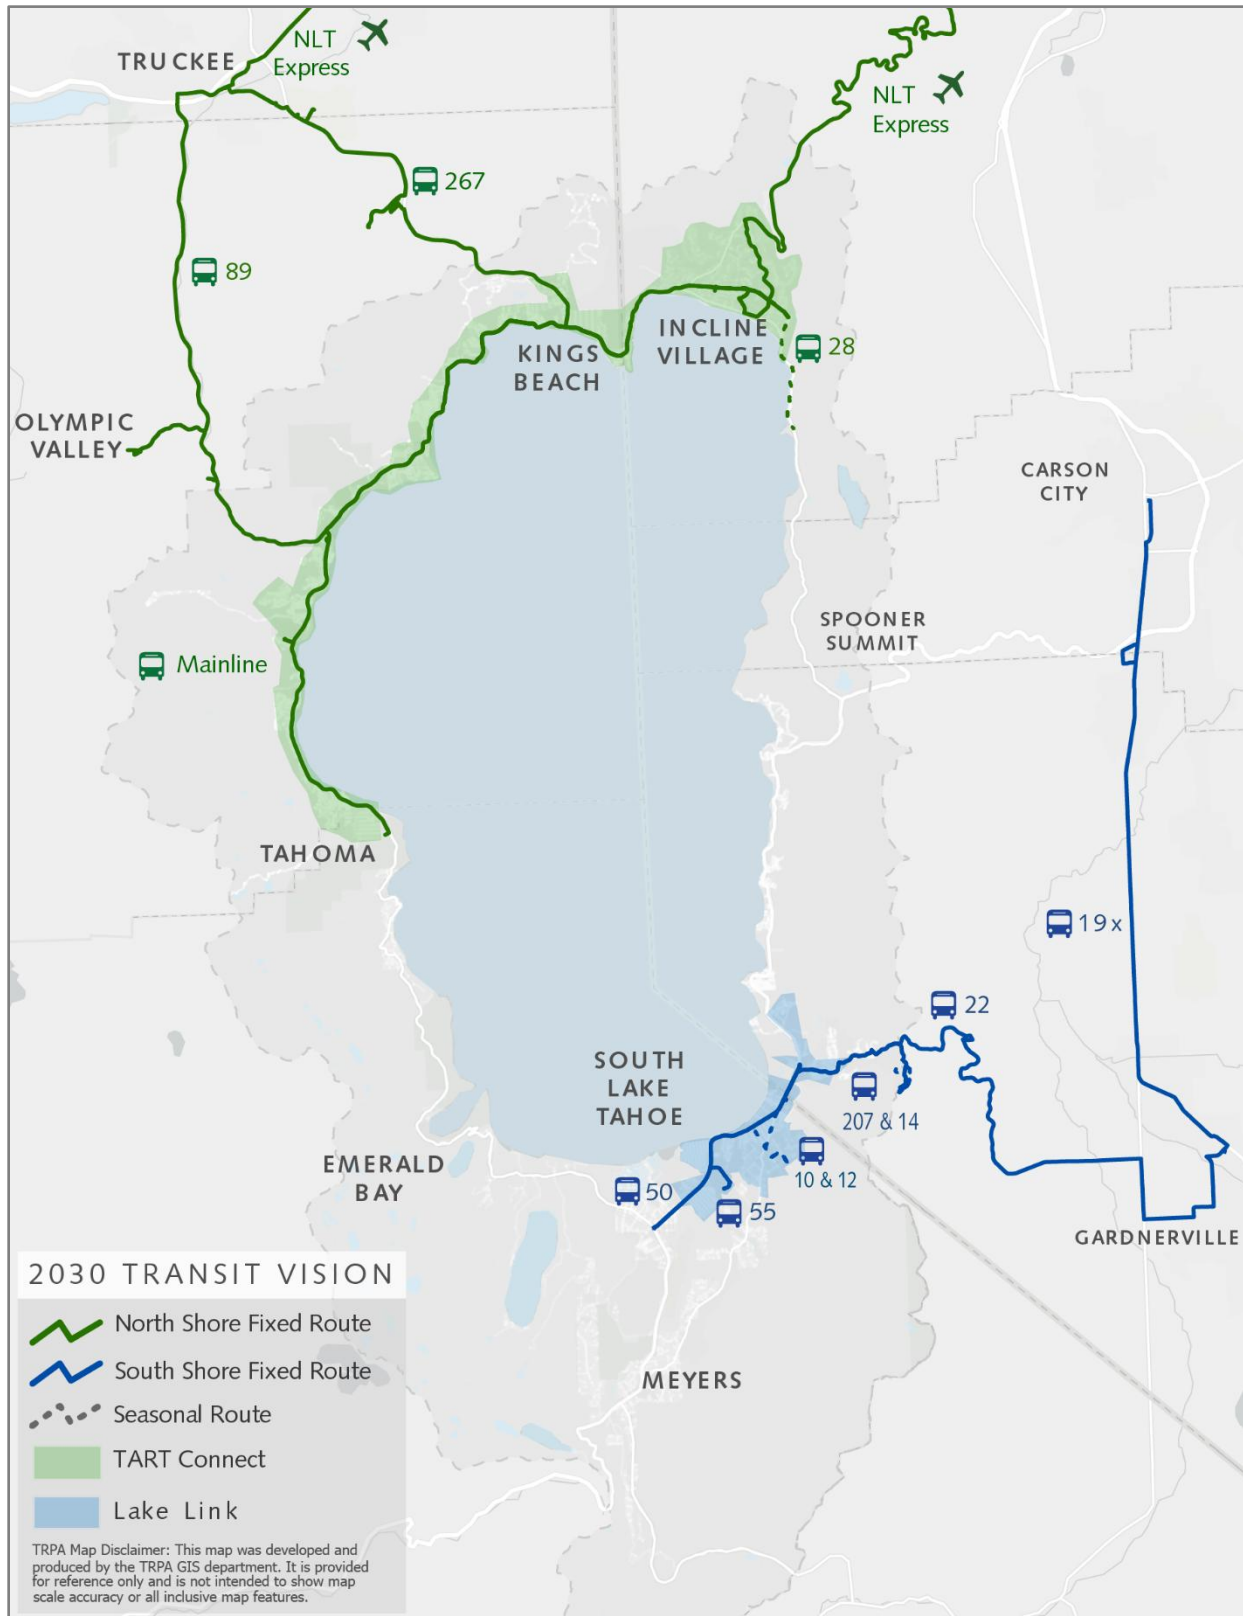 NLT
Express
TRUCKEE
NLT
Express
267
89
28
KINGS
BEACH
INCLINE
VILLAGE
OLYMPIC
VALLEY
CARSON
CITY
SPOONER
SUMMIT
Mainline
TAHOMA
19x
22
SOUTH
LAKE
TAHOE
207 & 14
EMERALD
BAY
50
10 & 12
55
GARDNERVILLE
MEYERS
2030 TRANSIT VISION
North Shore Fixed Route
South Shore Fixed Route
Seasonal Route
TART Connect
Lake Link
TRPA Map Disclaimer: This map was developed and
produced by the TRPA GIS department. It is provided
for reference only and is not intended to show map
scale accuracy or all inclusive map features.